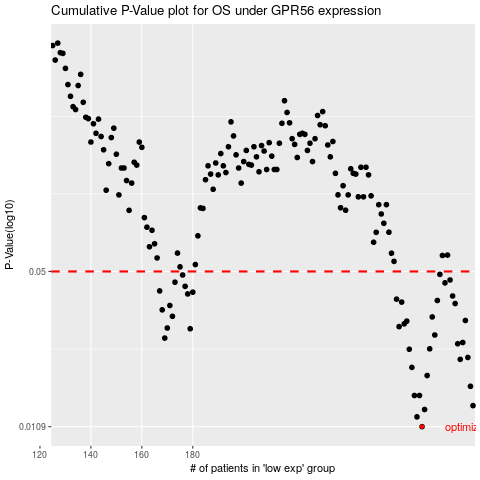 Cumulative P-Value plot for OS under GPR56 expression
P-Value(log10)
0.05
0.0109
optimiz
120 140 160 180
# of patients in 'low exp' group